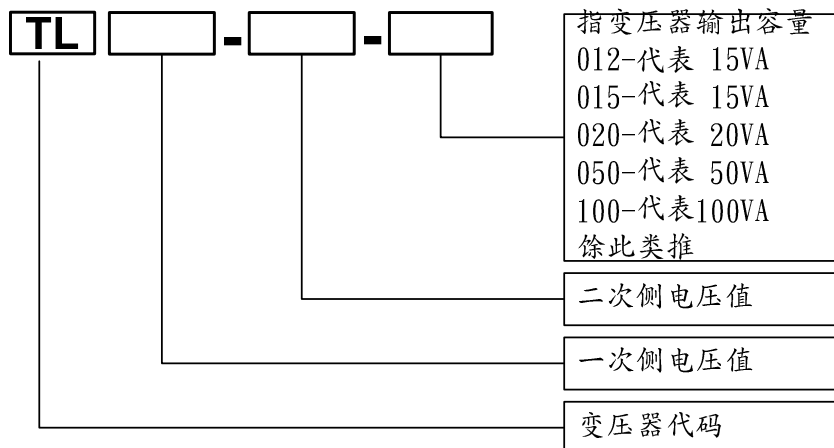 TL - -
指变压器输出容量
012-代表 15VA
015-代表 15VA
020-代表 20VA
050-代表 50VA
100-代表100VA
馀此类推
二次侧电压值
一次侧电压值
变压器代码